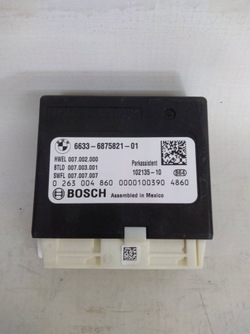 6633-6875821-01
HWEL 007.002.000
BTLD 007.003.001
SWFL 007.007.007
Parkassistent
102135-10
0 263 004 860 0000100390 4860
BOSCH Assembled in Mexico